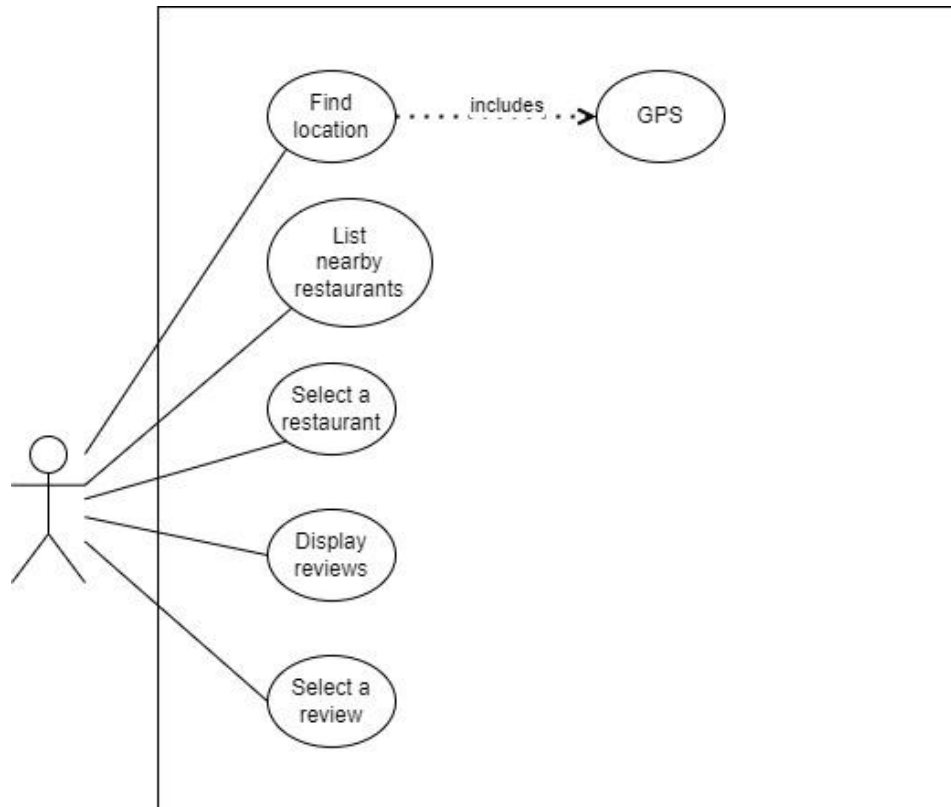 Find
location
includes
GPS
List
nearby
restaurants
Select a
restaurant
Display
reviews
Select a
review